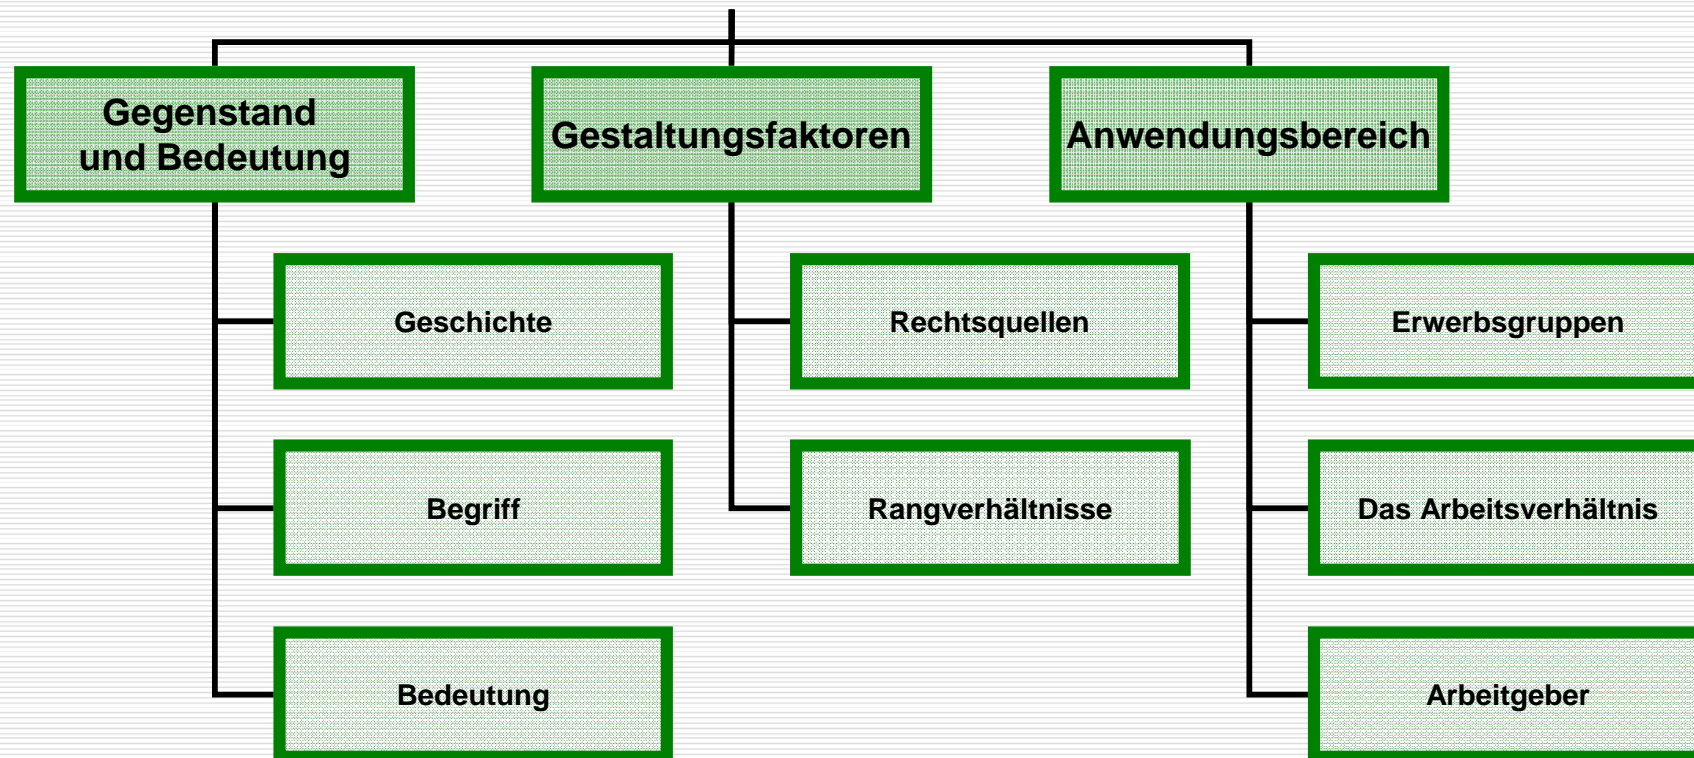 Gegenstand
und Bedeutung
Gestaltungsfaktoren
Anwendungsbereich
Geschichte
Rechtsquellen
Erwerbsgruppen
Begriff
Rangverhältnisse
Das Arbeitsverhältnis
Bedeutung
Arbeitgeber